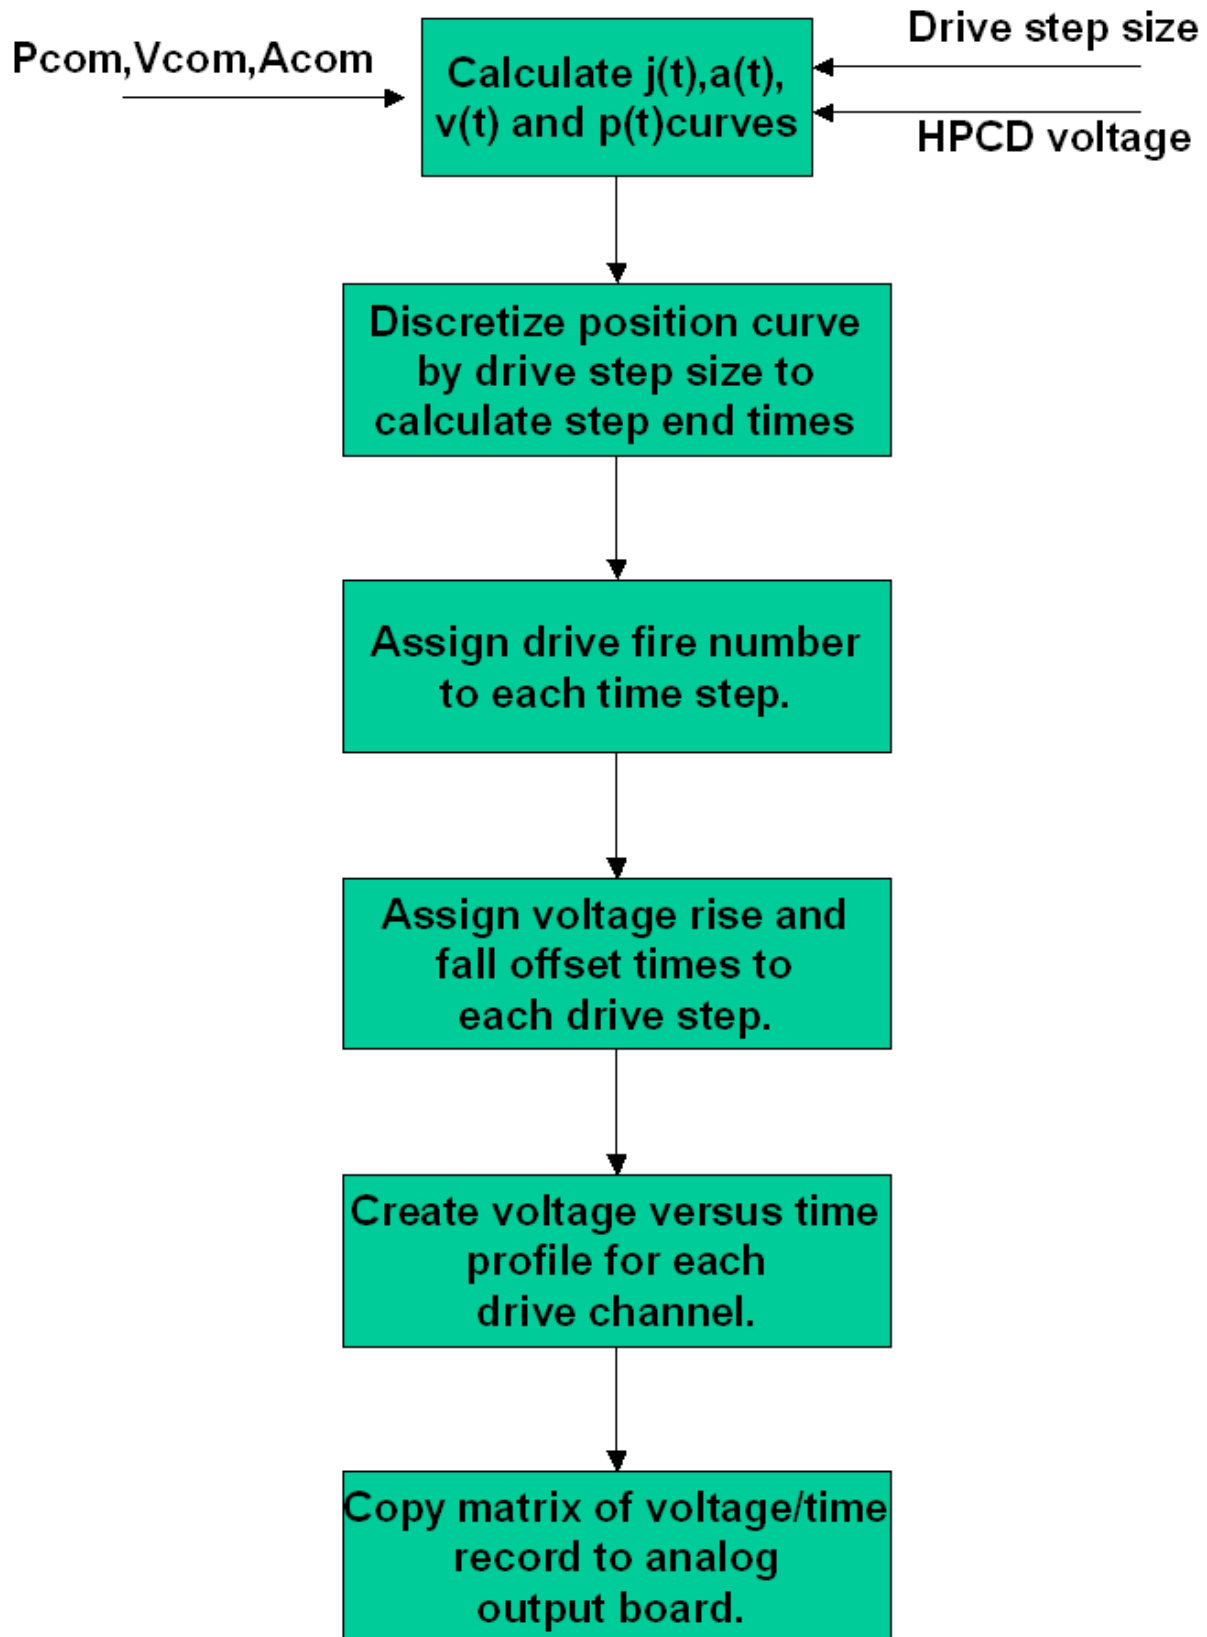 Pcom,Vcom,Acom
Calculate j(t),a(t),
v(t) and p(t)curves
Drive step size
HPCD voltage
Discretize position curve
by drive step size to
calculate step end times
Assign drive fire number
to each time step.
Assign voltage rise and
fall offset times to
each drive step.
Create voltage versus time
profile for each
drive channel.
Copy matrix of voltage/time
record to analog
output board.